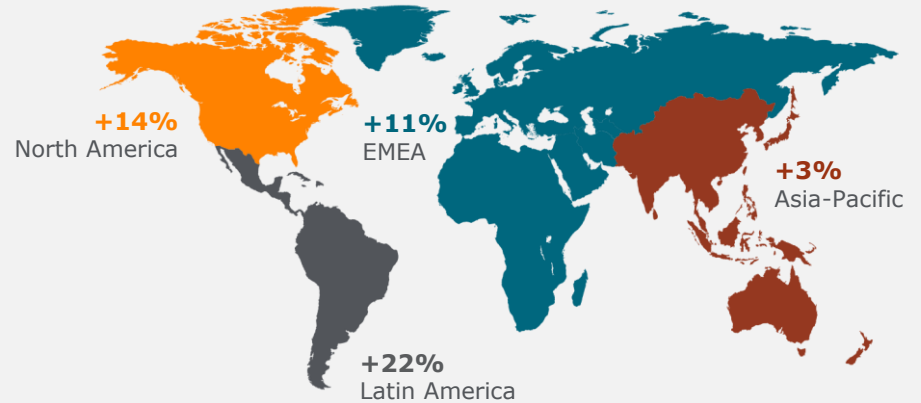 +14%
North America
+11%
EMEA
+3%
Asia-Pacific
+22%
Latin America